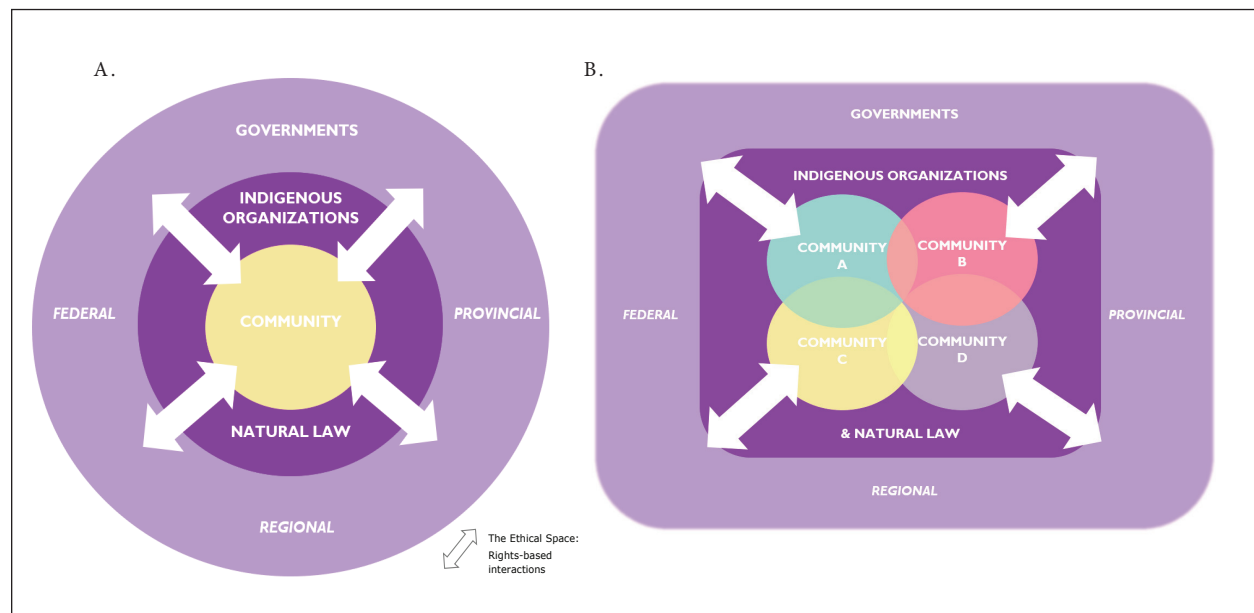 A.
GOVERNMENTS
INDIGENOUS
ORGANIZATIONS
FEDERAL
COMMUNITY
PROVINCIAL
NATURAL LAW
REGIONAL
The Ethical Space:
Rights-based
interactions
B.
GOVERNMENTS
INDIGENOUS ORGANIZATIONS
COMMUNITY
A
COMMUNITY
B
FEDERAL
PROVINCIAL
COMMUNITY
C
COMMUNITY
D
& NATURAL LAW
REGIONAL